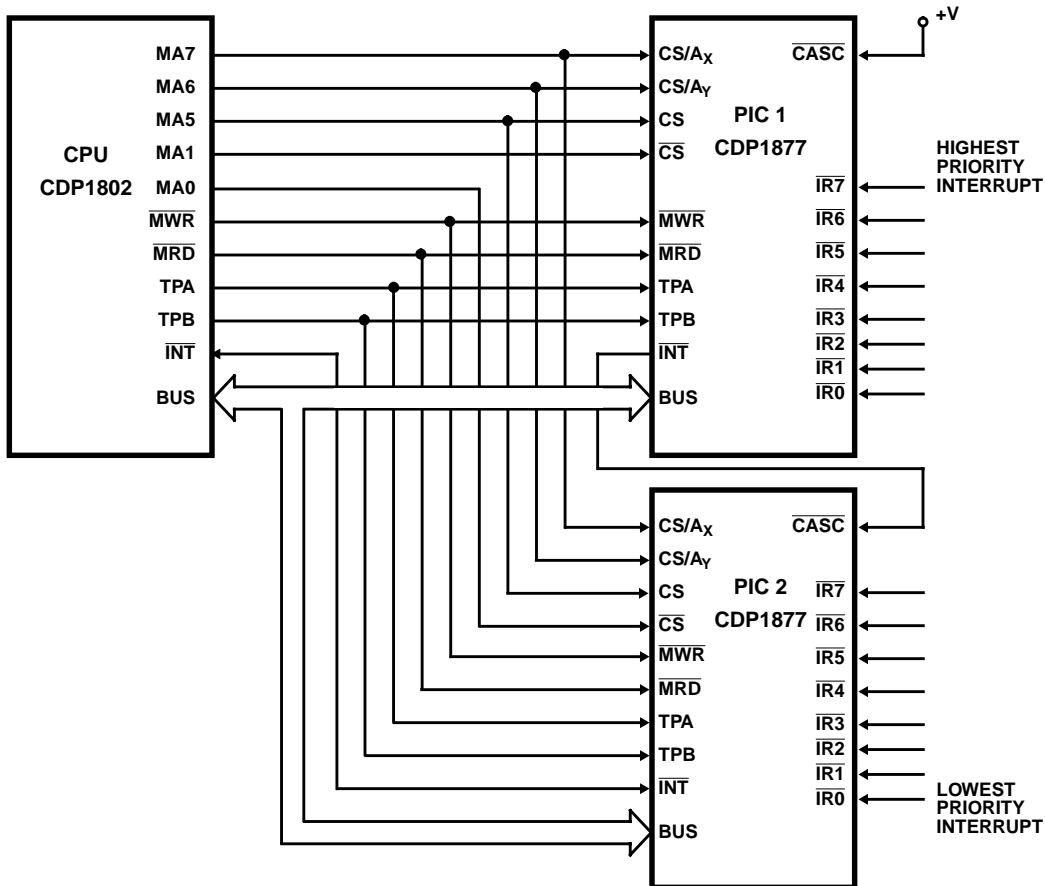 +V
MA7
MA6
MA5
MA1
MA0
MWR
MRD
TPA
TPB
INT
BUS
CPU
CDP1802
CS/AX
CS/AY
CS
CS
MWR
MRD
TPA
TPB
INT
BUS
PIC 1
CDP1877
CASC
IR7
IR6
IR5
IR4
IR3
IR2
IR1
IR0
HIGHEST
PRIORITY
INTERRUPT
CS/AX
CS/AY
CS
CS
MWR
MRD
TPA
TPB
INT
BUS
PIC 2
CDP1877
CASC
IR7
IR6
IR5
IR4
IR3
IR2
IR1
IR0
LOWEST
PRIORITY
INTERRUPT